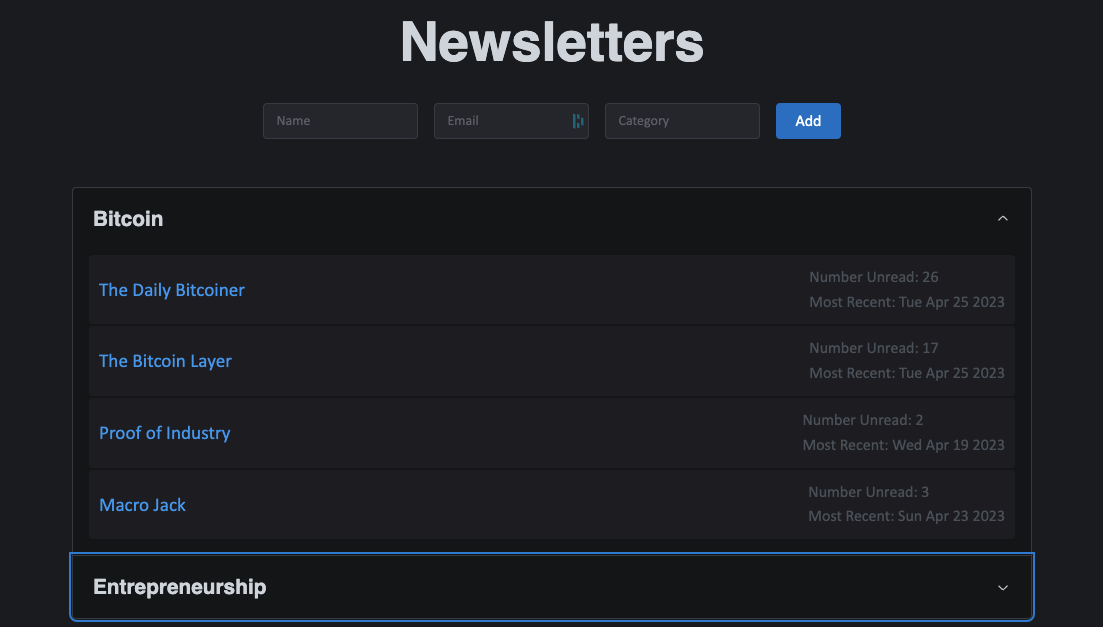 Newsletters
Name Email Category Add
Bitcoin
The Daily Bitcoiner
Number Unread: 26
Most Recent: Tue Apr 25 2023
The Bitcoin Layer
Number Unread: 17
Most Recent: Tue Apr 25 2023
Proof of Industry
Number Unread: 2
Most Recent: Wed Apr 19 2023
Macro Jack
Number Unread: 3
Most Recent: Sun Apr 23 2023
Entrepreneurship